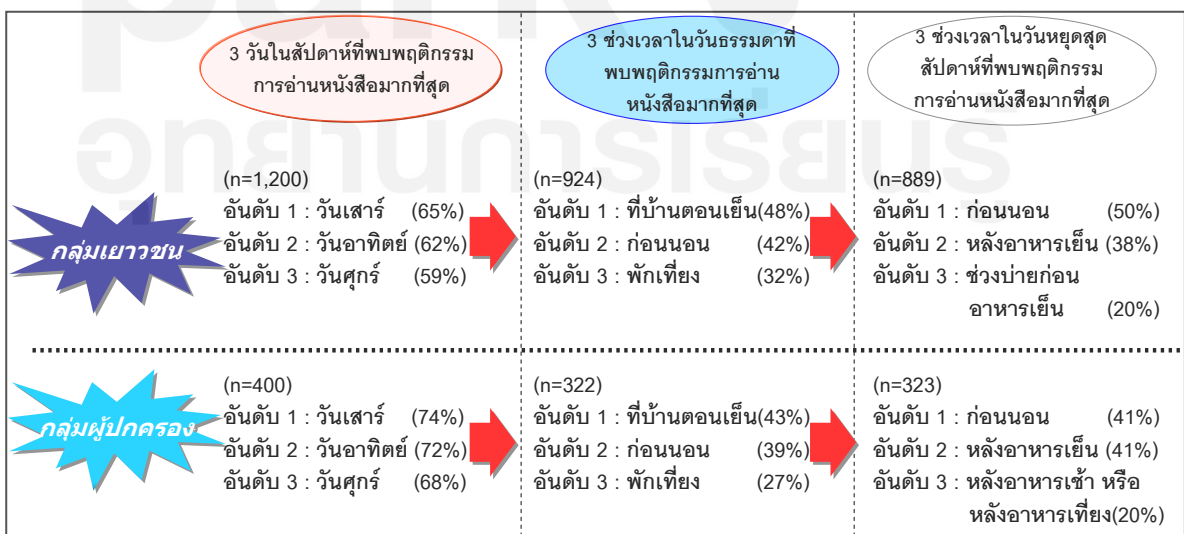 3 วันในสัปดาห์ที่พบพฤติกรรม
การอ่านหนังสือมากที่สุด
3 ช่วงเวลาในวันธรรมดาที่
พบพฤติกรรมการอ่าน
หนังสือมากที่สุด
3 ช่วงเวลาในวันหยุดสุด
สัปดาห์ที่พบพฤติกรรม
การอ่านหนังสือมากที่สุด
อุทยานการเรียนรู้
กลุ่มเยาวชน
(n=1,200)
อันดับ 1 : วันเสาร์ (65%)
อันดับ 2 : วันอาทิตย์ (62%)
อันดับ 3 : วันศุกร์ (59%)
(n=924)
อันดับ 1 : ที่บ้านตอนเย็น(48%)
อันดับ 2 : ก่อนนอน (42%)
อันดับ 3 : พักเที่ยง (32%)
(n=889)
อันดับ 1 : ก่อนนอน (50%)
อันดับ 2 : หลังอาหารเย็น (38%)
อันดับ 3 : ช่วงบ่ายก่อน
อาหารเย็น (20%)
กลุ่มผู้ปกครอง
(n=400)
อันดับ 1 : วันเสาร์ (74%)
อันดับ 2 : วันอาทิตย์ (72%)
อันดับ 3 : วันศุกร์ (68%)
(n=322)
อันดับ 1 : ที่บ้านตอนเย็น(43%)
อันดับ 2 : ก่อนนอน (39%)
อันดับ 3 : พักเที่ยง (27%)
(n=323)
อันดับ 1 : ก่อนนอน (41%)
อันดับ 2 : หลังอาหารเย็น (41%)
อันดับ 3 : หลังอาหารเช้า หรือ
หลังอาหารเที่ยง(20%)